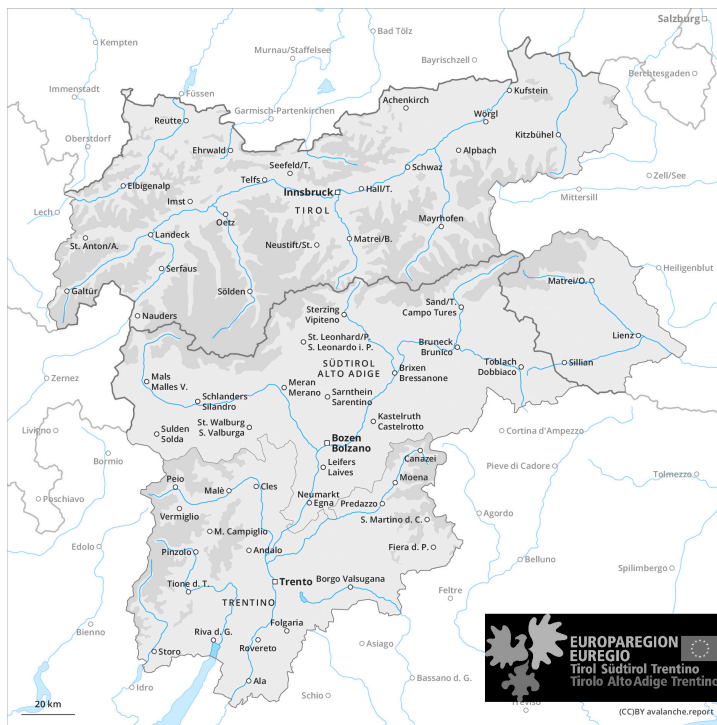 Salzburg
Kempten
Bad Tölz
Murnau/Staffelsee
Bayrischzell
Berchtesgaden
Immenstadt
Füssen
Achenkirch
Kufstein
Garmisch-Partenkirchen
Reutte
Wörgl
Kitzbühel
Oberstdorf
Ehrwald
Alpbach
Seefeld/T.
Schwaz
Telfs
Zell/See
Elbigenalp
Innsbruck
Hall/T.
Mittersill
Imst
TIROL
Lech
Oetz
Mayrhofen
St. Anton/A.
Landeck
Neustift/St.
Matrei/B.
Serfaus
Heiligenblut
Matrei/O.
Galtür
Sölden
Nauders
Sterzing
Vipiteno
Sand/T.
Campo Tures
St. Leonhard/P.
S. Leonardo i. P.
Lienz
Bruneck
Brunico
SÜDTIROL
ALTO ADIGE
Toblach
Dobbiaco
Sillian
Brixen
Bressanone
Zernez
Mals
Malles V.
Meran
Merano
Schlanders
Silandro
Sarnthein
Sarentino
St. Walburg
S. Valburga
Kastelruth
Castelrotto
Livigno
Sulden
Solda
Cortina d'Ampezzo
Bozen
Bolzano
Bormio
Canazei
Leifers
Laives
Pieve di Cadore
Tolmezzo
Peio
Malè
Cles
Moena
Poschiavo
Neumarkt
Egna
Predazzo
Vermiglio
Agordo
S. Martino d. C.
M. Campiglio
Edolo
Pinzolo
Andalo
Fiera d. P.
Belluno
Spilimbergo
Tione d. T.
Trento
Borgo Valsugana
Feltre
TRENTINO
Bienno
Folgaria
Riva d. G.
Rovereto
Asiago
Storo
Ala
Bassano d. G.
Idro
Schio
Treviso
EUROPAREGION
EUREGIO
Tirol Südtirol Trentino
Tirolo Alto Adige Trentino
20 km
(CC)BY avalanche.report